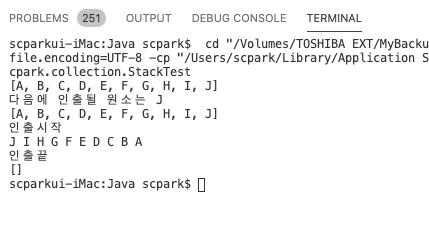 PROBLEMS 251 OUTPUT DEBUG CONSOLE TERMINAL
scparkui-iMac:Java scpark$  cd "/Volumes/TOSHIBA EXT/MyBacku
file.encoding=UTF-8 -cp "/Users/scpark/Library/Application S
cpark.collection.StackTest
[A, B, C, D, E, F, G, H, I, J]
다음에 인출될 원소는 J
[A, B, C, D, E, F, G, H, I, J]
인출시작
J I H G F E D C B A
인출끝
[]
scparkui-iMac:Java scpark$